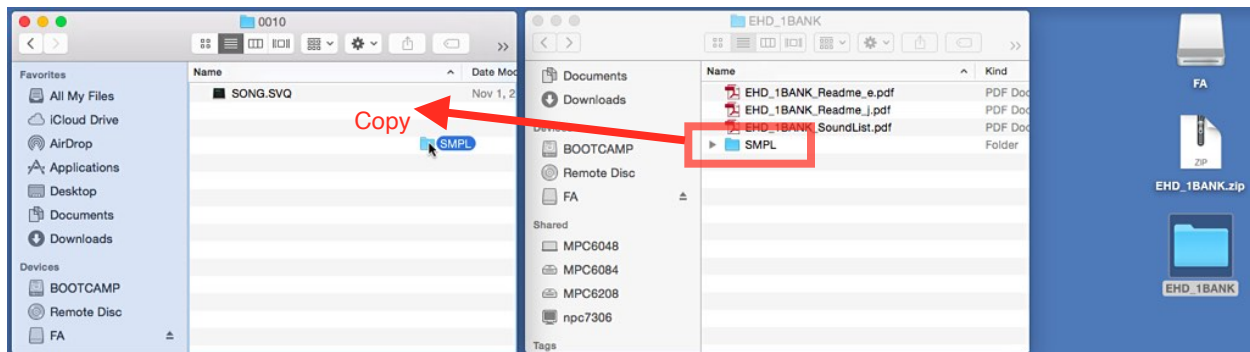 0010
Favorites
All My Files
iCloud Drive
AirDrop
Applications
Desktop
Documents
Downloads
Devices
BOOTCAMP
Remote Disc
FA
Name
Date Moc
SONG.SVQ
Nov 1, 2
SMPL
Copy
EHD_1BANK
Documents
Downloads
Devices
BOOTCAMP
Remote Disc
FA
Shared
MPC6048
MPC6084
MPC6208
npc7306
Tags
Name
Kind
EHD_1BANK_Readme_e.pdf
PDF Doc
EHD_1BANK_Readme_j.pdf
PDF Doc
EHD_1BANK_SoundList.pdf
PDF Doc
SMPL
Folder
FA
ZIP
EHD_1BANK.zip
EHD_1BANK